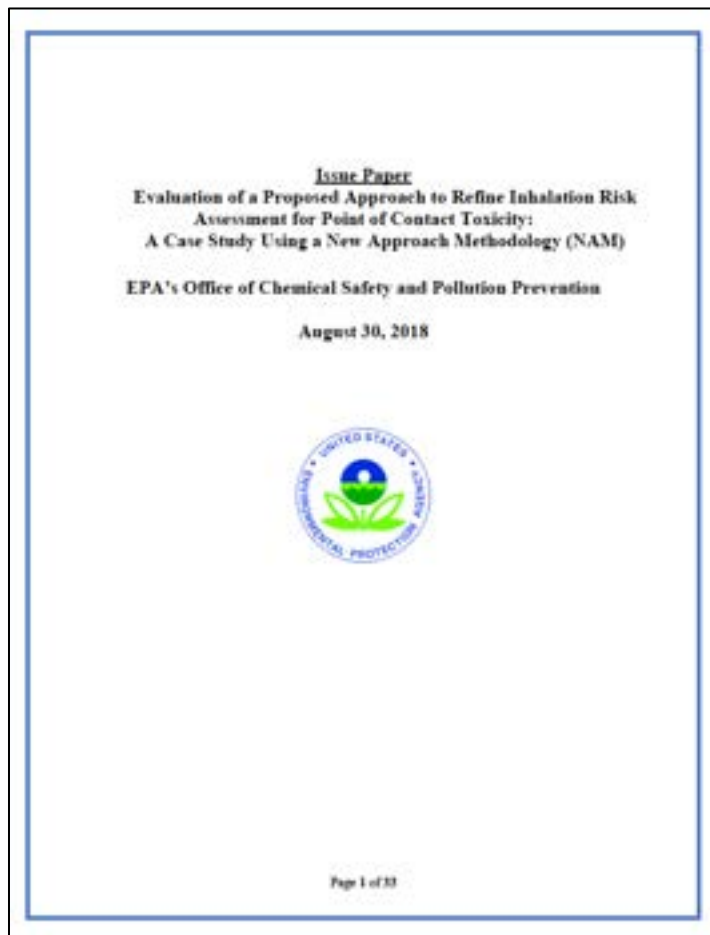 Issue Paper
Evaluation of a Proposed Approach to Refine Inhalation Risk
Assessment for Point of Contact Toxicity:
A Case Study Using a New Approach Methodology (NAM)
EPA's Office of Chemical Safety and Pollution Prevention
August 30, 2018
UNITED STATES
ENVIRONMENTAL PROTECTION AGENCY
Page 1 of 33